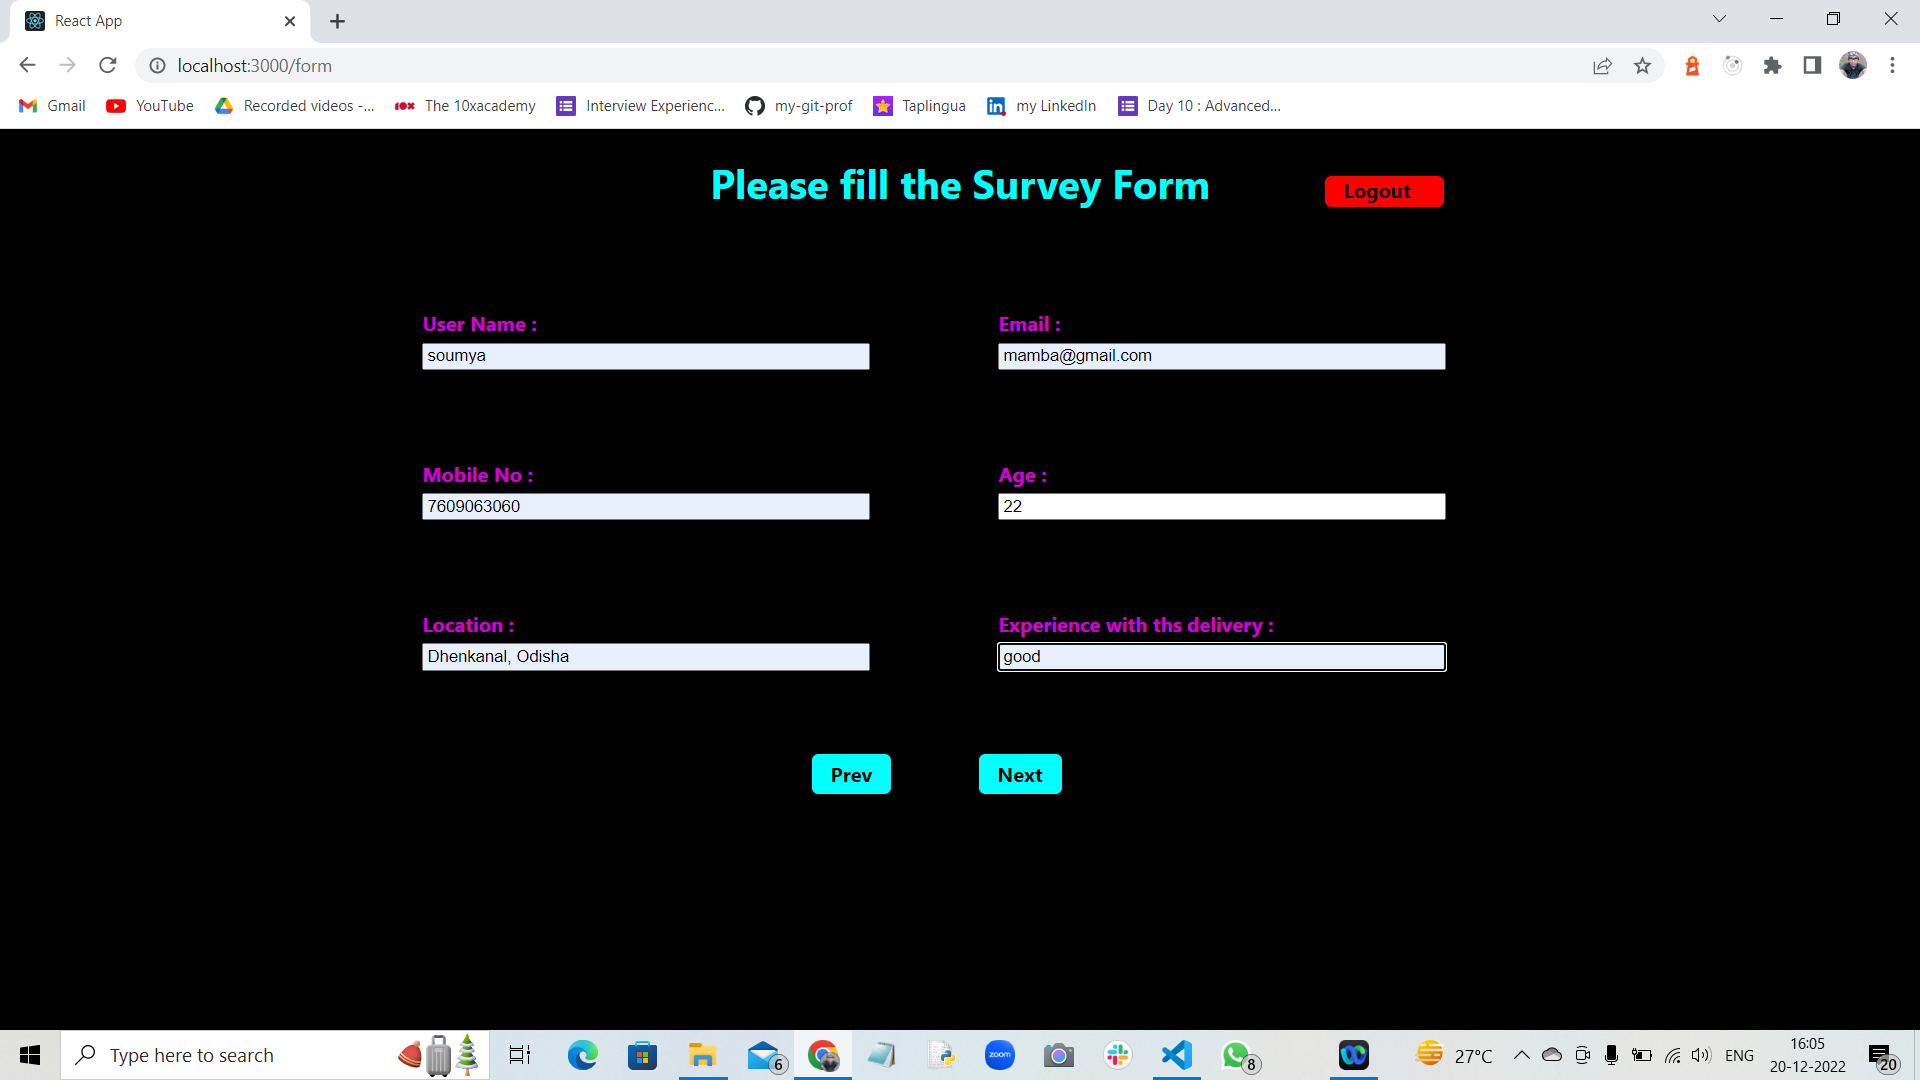 React App
localhost:3000/form
Gmail YouTube Recorded videos -... The 10xacademy Interview Experienc... my-git-prof Taplingua my LinkedIn Day 10 : Advanced...
Please fill the Survey Form
Logout
User Name : Email :
soumya mamba@gmail.com
Mobile No : Age :
7609063060 22
Location : Experience with ths delivery :
Dhenkanal, Odisha good
Prev Next
Type here to search 6 zoom 8 27°C ENG 16:05
20-12-2022 20